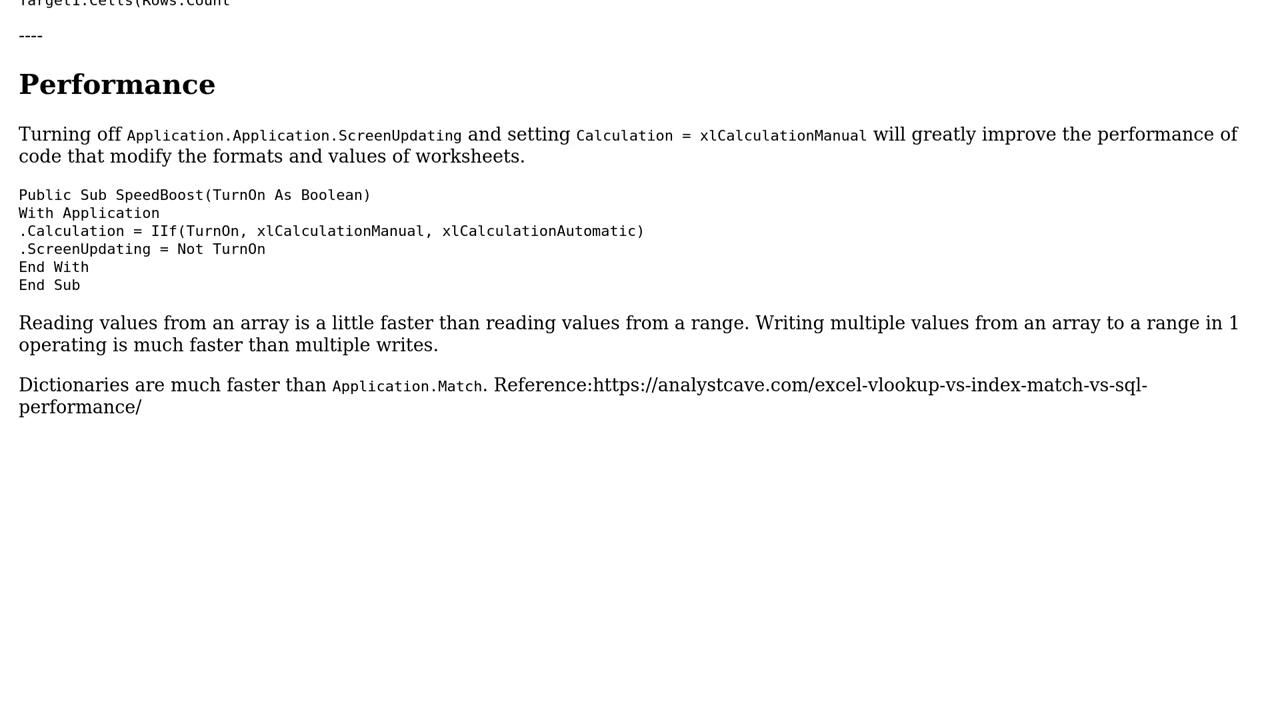 Target1.Cells(Rows.Count
----
Performance
Turning off Application.Application.ScreenUpdating and setting Calculation = xlCalculationManual will greatly improve the performance of
code that modify the formats and values of worksheets.
Public Sub SpeedBoost(TurnOn As Boolean)
With Application
.Calculation = IIf(TurnOn, xlCalculationManual, xlCalculationAutomatic)
.ScreenUpdating = Not TurnOn
End With
End Sub
Reading values from an array is a little faster than reading values from a range. Writing multiple values from an array to a range in 1
operating is much faster than multiple writes.
Dictionaries are much faster than Application.Match. Reference:https://analystcave.com/excel-vlookup-vs-index-match-vs-sql-
performance/